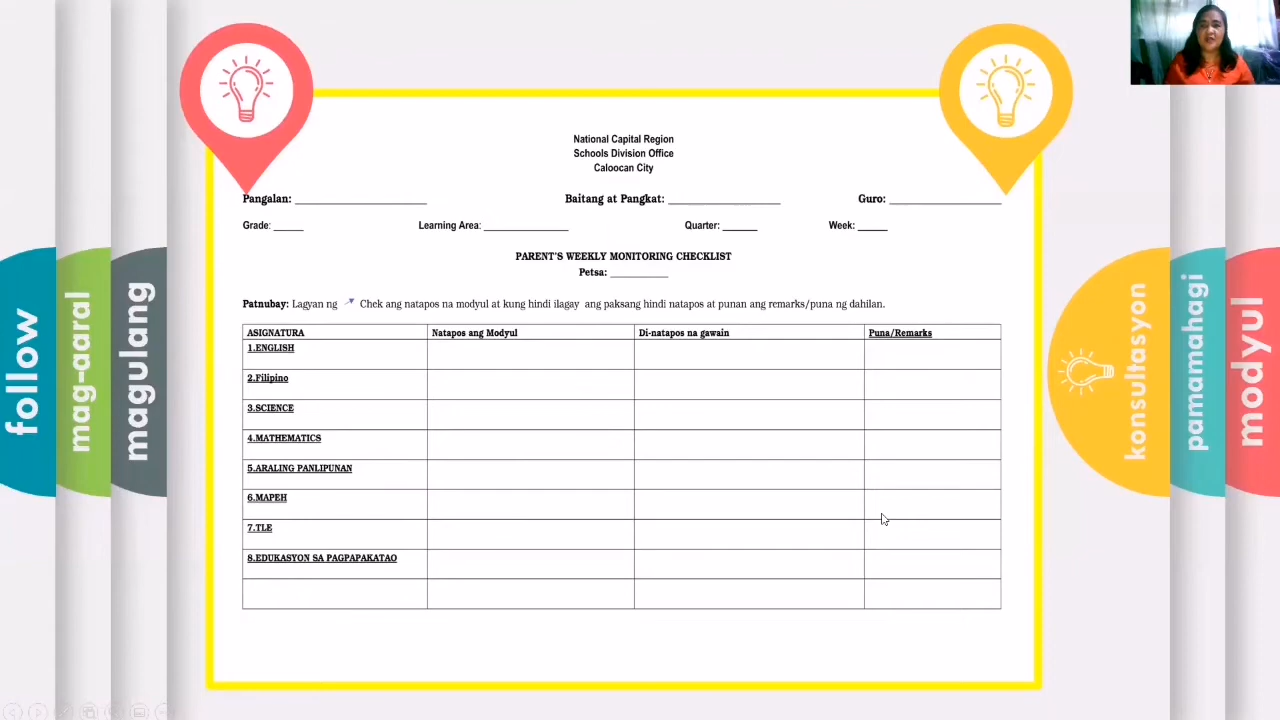 National Capital Region
Schools Division Office
Caloocan City
Pangalan: ______________________ Baitang at Pangkat: ___________________ Guro: ___________________
Grade: _____ Learning Area: ______________ Quarter: ______ Week: _____
PARENT'S WEEKLY MONITORING CHECKLIST
Petsa: __________
Patnubay: Lagyan ng Chek ang natapos na modyul at kung hindi ilagay ang paksang hindi natapos at punan ang remarks/puna ng dahilan.
ASIGNATURA Natapos ang Modyul Di-natapos na gawain Puna/Remarks
1.ENGLISH
2.Filipino
3.SCIENCE
4.MATHEMATICS
5.ARALING PANLIPUNAN
6.MAPEH
7.TLE
8.EDUKASYON SA PAGPAPAKATAO
follow
mag-aaral
magulang
konsultasyon
pamamahagi
modyul